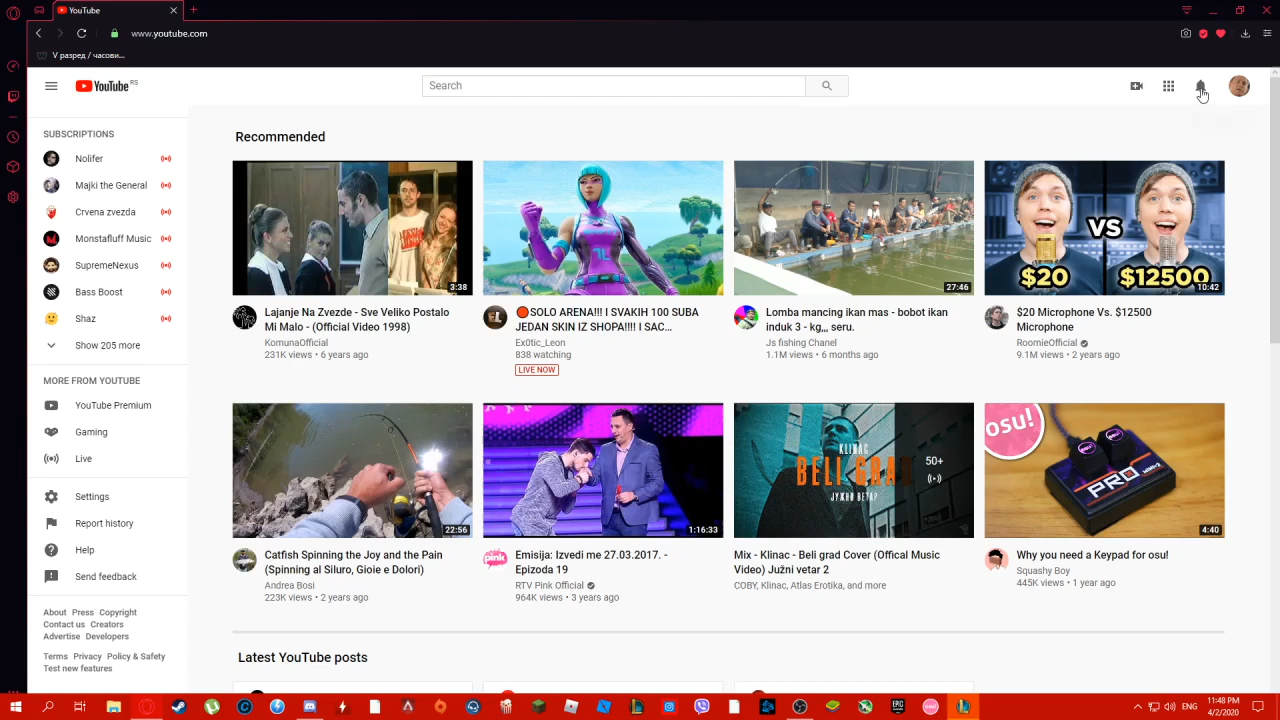 YouTube
www.youtube.com
V разред / часови...
YouTube RS
Search
SUBSCRIPTIONS
Nolifer
Majki the General
Crvena zvezda
Monstafluff Music
SupremeNexus
Bass Boost
Shaz
Show 205 more
MORE FROM YOUTUBE
YouTube Premium
Gaming
Live
Settings
Report history
Help
Send feedback
About Press Copyright
Contact us Creators
Advertise Developers
Terms Privacy Policy & Safety
Test new features
Recommended
3:38
Lajanje Na Zvezde - Sve Veliko Postalo
Mi Malo - (Official Video 1998)
KomunaOfficial
231K views • 6 years ago
SOLO ARENA!!! I SVAKIH 100 SUBA
JEDAN SKIN IZ SHOPA!!!! I SAC...
Ex0tic_Leon
838 watching
LIVE NOW
27:46
Lomba mancing ikan mas - bobot ikan
induk 3 - kg,,, seru.
Js fishing Chanel
1.1M views • 6 months ago
VS
$20 $12500
10:42
$20 Microphone Vs. $12500
Microphone
RoomieOfficial
9.1M views • 2 years ago
22:56
Catfish Spinning the Joy and the Pain
(Spinning al Siluro, Gioie e Dolori)
Andrea Bosi
223K views • 2 years ago
1:16:33
pink
Emisija: Izvedi me 27.03.2017. -
Epizoda 19
RTV Pink Official
964K views • 3 years ago
KLINAC
BELI GRAD
ЈУЖНИ ВЕТАР
50+
Mix - Klinac - Beli grad Cover (Offical Music
Video) Južni vetar 2
COBY, Klinac, Atlas Erotika, and more
osu!
PRO
4:40
Why you need a Keypad for osu!
Squashy Boy
445K views • 1 year ago
Latest YouTube posts
EPIC
osu!
ENG
11:48 PM
4/2/2020